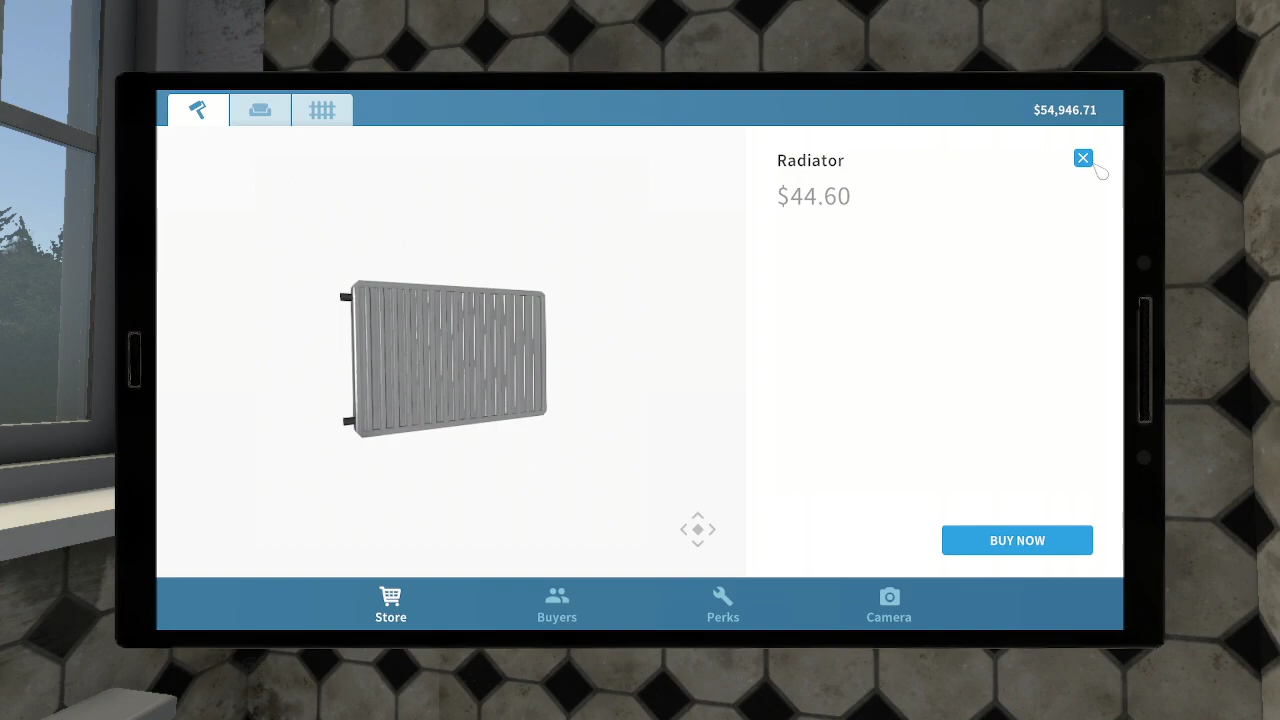 $54,946.71
Radiator
$44.60
BUY NOW
Store
Buyers
Perks
Camera